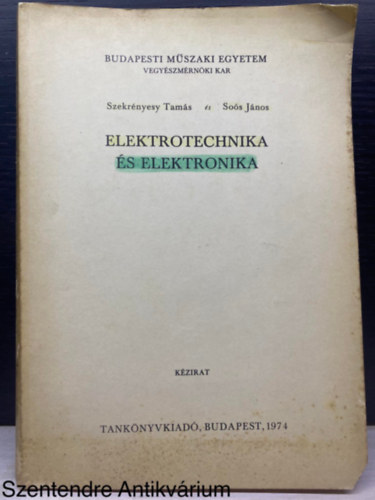 BUDAPESTI MŰSZAKI EGYETEM
VEGYÉSZMÉRNÖKI KAR
Szekrényesy Tamás és Soós János
ELEKTROTECHNIKA
ÉS ELEKTRONIKA
KÉZIRAT
TANKÖNYVKIADÓ, BUDAPEST, 1974
Szentendre Antikvárium